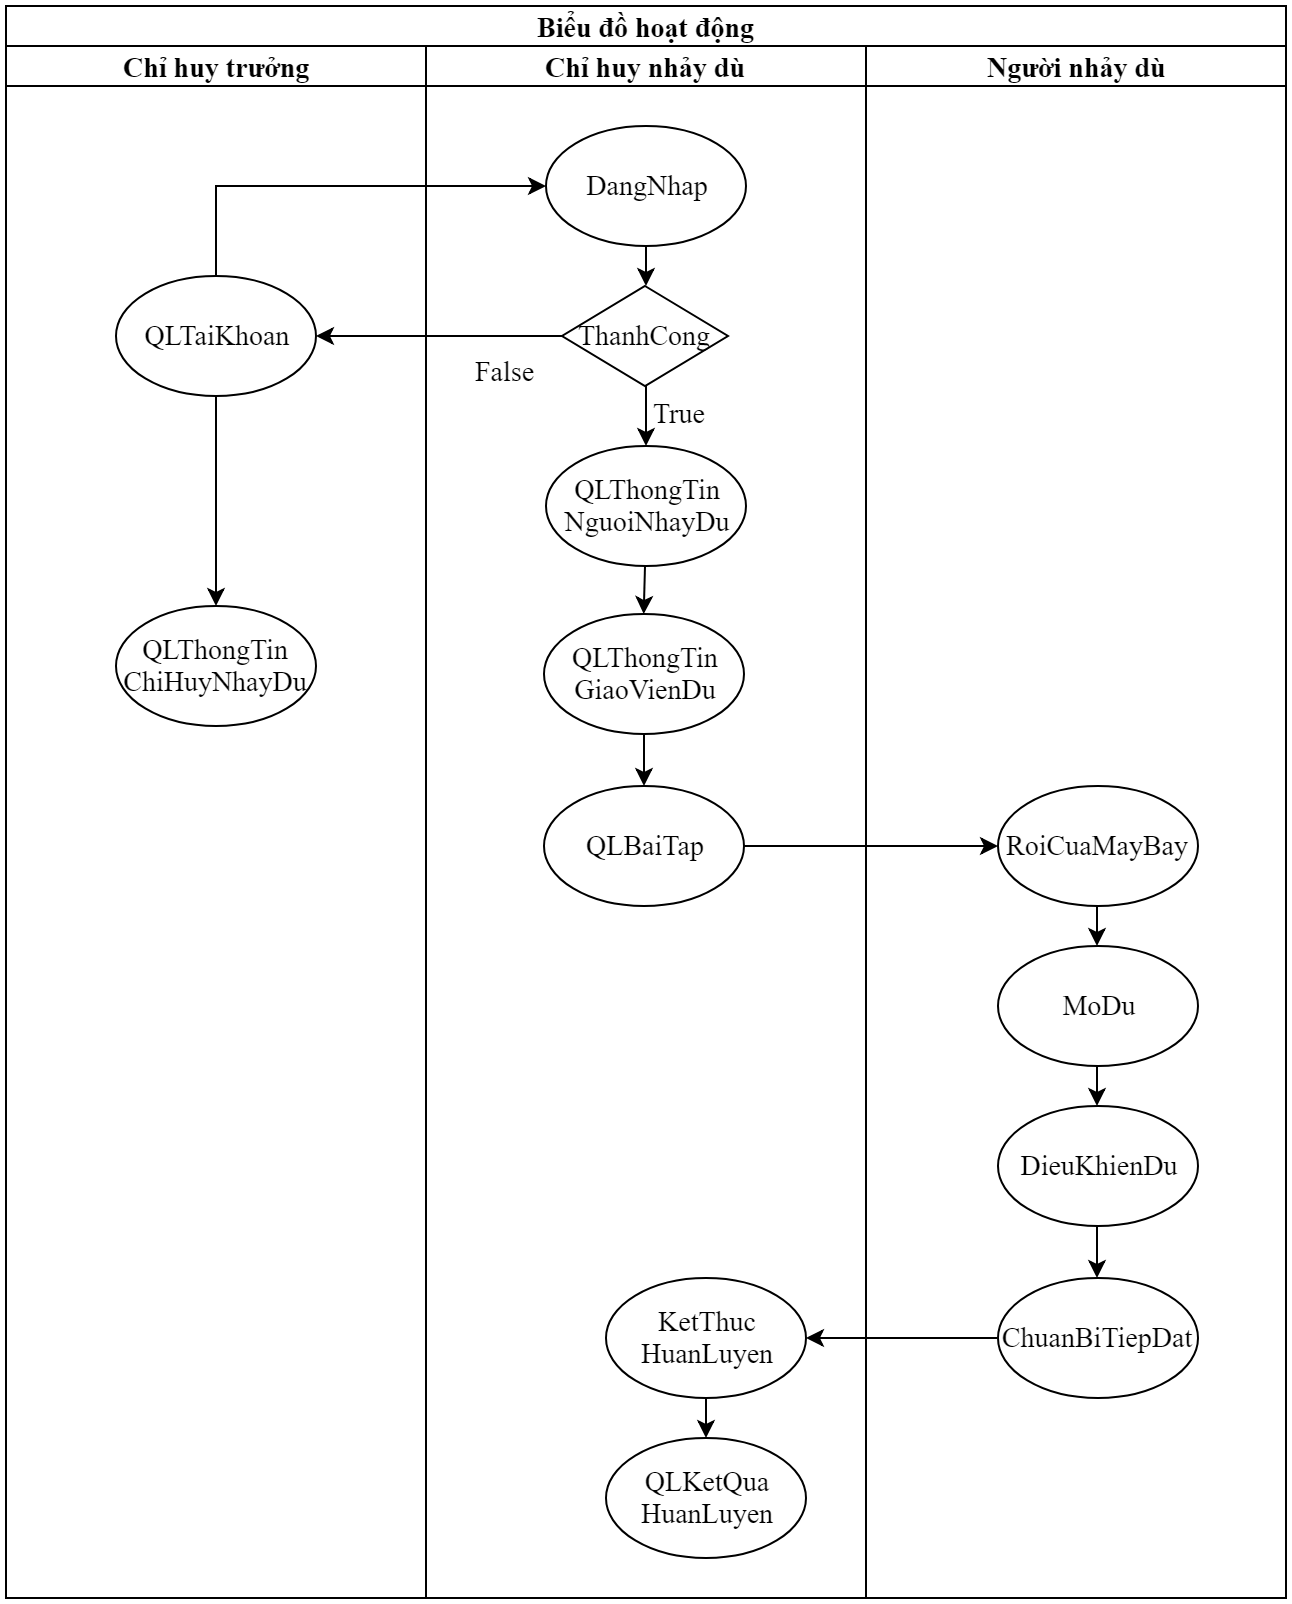 Biểu đồ hoạt động
Chỉ huy trưởng
Chỉ huy nhảy dù
Người nhảy dù
DangNhap
QLTaiKhoan
ThanhCong
False
True
QLThongTin
NguoiNhayDu
QLThongTin
ChiHuyNhayDu
QLThongTin
GiaoVienDu
QLBaiTap
RoiCuaMayBay
MoDu
DieuKhienDu
KetThuc
HuanLuyen
ChuanBiTiepDat
QLKetQua
HuanLuyen